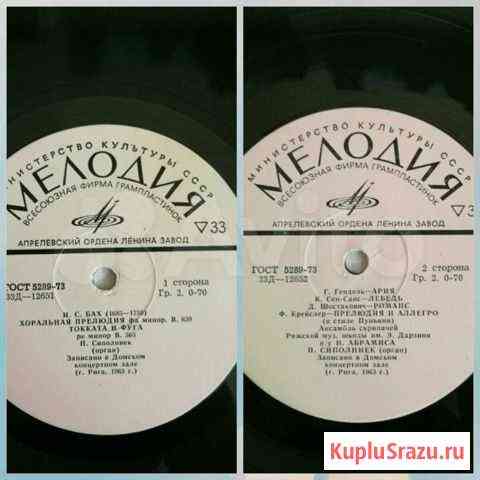 МИНИСТЕРСТВО КУЛЬТУРЫ СССР
МЕЛОДИЯ
ВСЕСОЮЗНАЯ ФИРМА ГРАМПЛАСТИНОК
▽33
АПРЕЛЕВСКИЙ ОРДЕНА ЛЕНИНА ЗАВОД
ГОСТ 5289-73
33Д—12651
1 сторона
Гр. 2. 0-70
И. С. БАХ (1685—1750)
ХОРАЛЬНАЯ ПРЕЛЮДИЯ фа минор. В. 639
ТОККАТА И ФУГА
ре минор В. 565
П. Сиполниек
(орган)
Записано в Домском
концертном зале
(г. Рига, 1963 г.)
МИНИСТЕРСТВО КУЛЬТУРЫ СССР
МЕЛОДИЯ
ВСЕСОЮЗНАЯ ФИРМА ГРАМПЛАСТИНОК
▽33
АПРЕЛЕВСКИЙ ОРДЕНА ЛЕНИНА ЗАВОД
ГОСТ 5289-73
33Д—12652
2 сторона
Гр. 2. 0-70
Г. Гендель—АРИЯ
К. Сен-Санс—ЛЕБЕДЬ
Д. Шостакович—РОМАНС
Ф. Крейслер—ПРЕЛЮДИЯ И АЛЛЕГРО
(в стиле Пуньяни)
Ансамбль скрипачей
Рижской муз. школы им. Э. Дарзиня
п/у В. АБРАМИСА
П. СИПОЛНИЕК (орган)
Записано в Домском
концертном зале
(г. Рига, 1963 г.)
KupluSrazu.ru